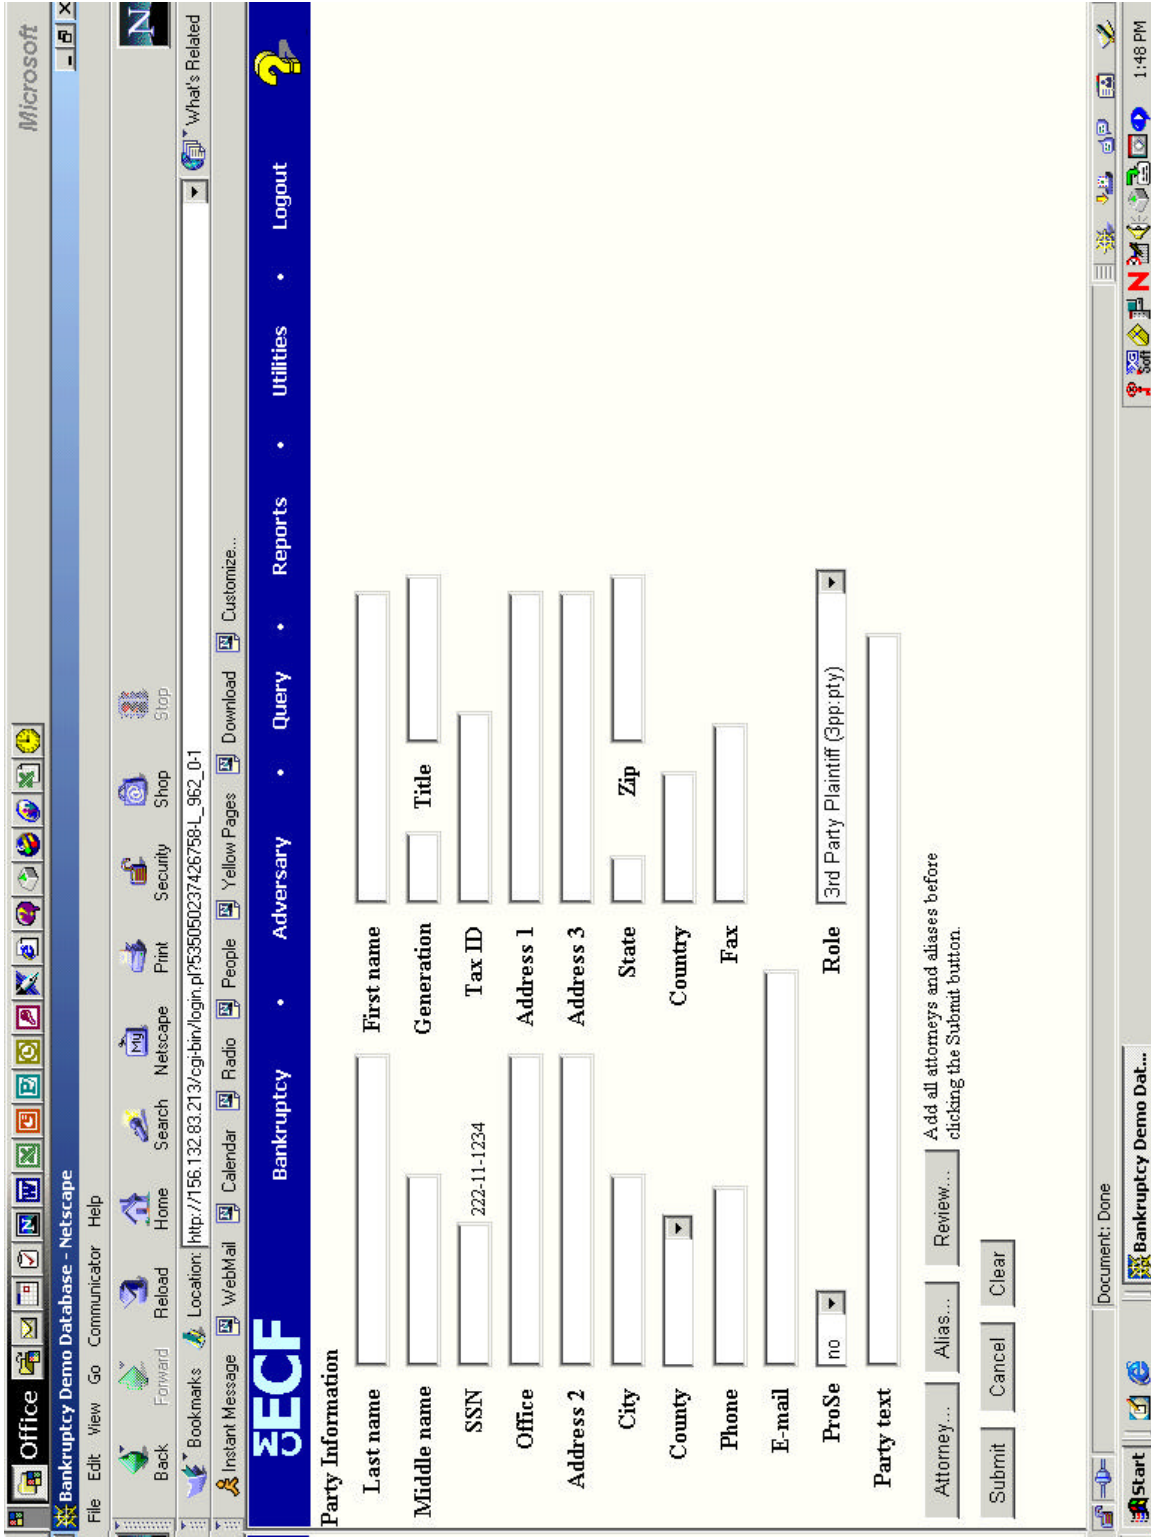 Office
Microsoft
Bankruptcy Demo Database - Netscape
File Edit View Go Communicator Help
Back Forward Reload Home Search Netscape Print Security Shop Stop
Bookmarks Location: http://156.132.83.213/cgi-bin/login.pl?535050237426758-L_962_0-1 What's Related
Instant Message WebMail Calendar Radio People Yellow Pages Download Customize...
CM ECF Bankruptcy • Adversary • Query • Reports • Utilities • Logout ?
Party Information
Last name First name
Middle name Generation Title
SSN 222-11-1234 Tax ID
Office Address 1
Address 2 Address 3
City State Zip
County Country
Phone Fax
E-mail
ProSe no Role 3rd Party Plaintiff (3pp:pty)
Party text
Attorney... Alias... Review... Add all attorneys and aliases before
clicking the Submit button.
Submit Cancel Clear
Document: Done
Start Bankruptcy Demo Dat... 1:48 PM